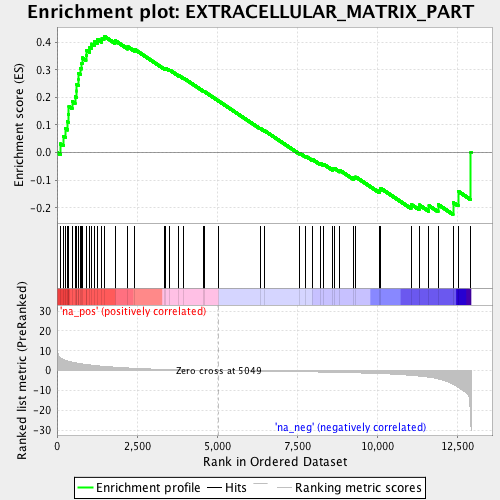 Enrichment plot: EXTRACELLULAR_MATRIX_PART
Enrichment score (ES)
0.4
0.3
0.2
0.1
0.0
-0.1
-0.2
'na_pos' (positively correlated)
Ranked list metric (PreRanked)
30
20
10
0
-10
-20
-30
Zero cross at 5049
'na_neg' (negatively correlated)
0
2,500
5,000
7,500
10,000
12,500
Rank in Ordered Dataset
Enrichment profile
Hits
Ranking metric scores